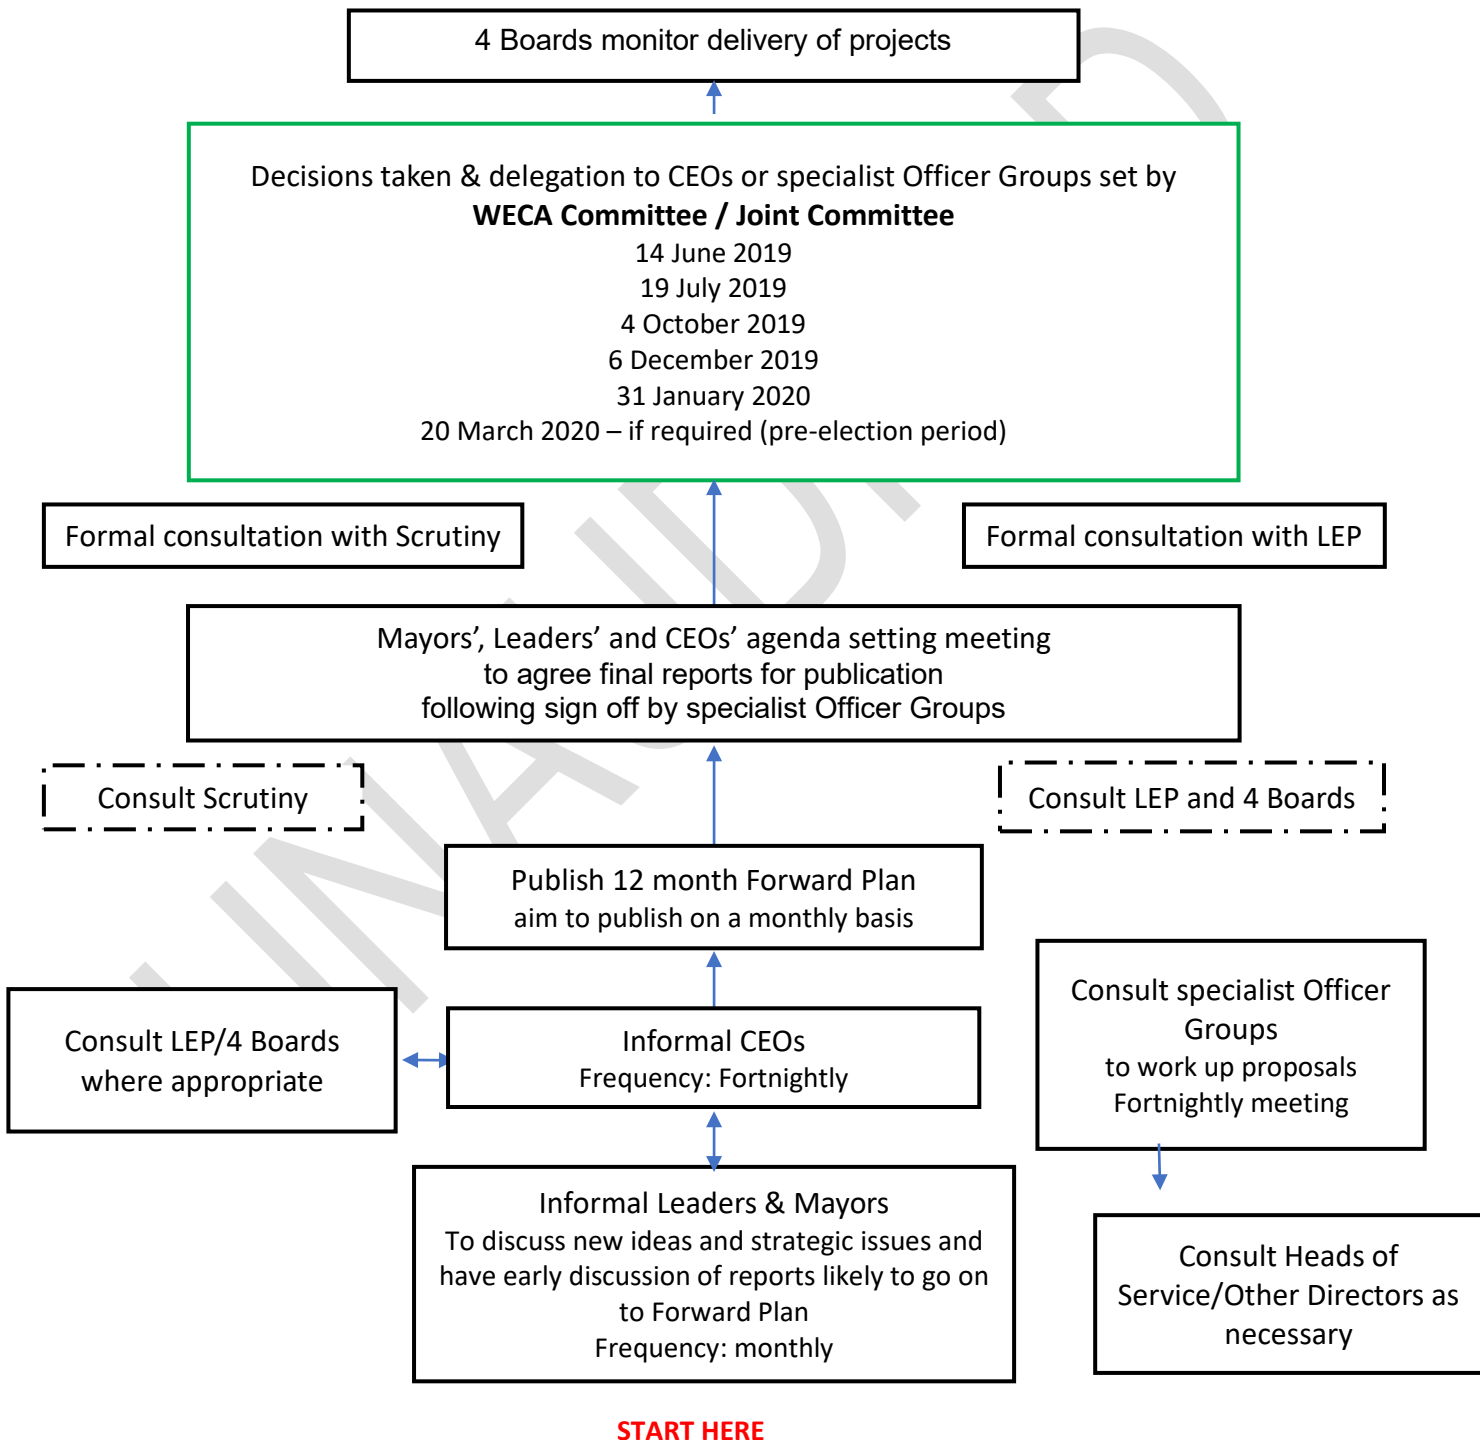 4 Boards monitor delivery of projects
Decisions taken & delegation to CEOs or specialist Officer Groups set by
WECA Committee / Joint Committee
14 June 2019
19 July 2019
4 October 2019
6 December 2019
31 January 2020
20 March 2020 – if required (pre-election period)
Formal consultation with Scrutiny
Formal consultation with LEP
Mayors’, Leaders’ and CEOs’ agenda setting meeting
to agree final reports for publication
following sign off by specialist Officer Groups
Consult Scrutiny
Consult LEP and 4 Boards
Publish 12 month Forward Plan
aim to publish on a monthly basis
Consult LEP/4 Boards
where appropriate
Informal CEOs
Frequency: Fortnightly
Consult specialist Officer
Groups
to work up proposals
Fortnightly meeting
Informal Leaders & Mayors
To discuss new ideas and strategic issues and
have early discussion of reports likely to go on
to Forward Plan
Frequency: monthly
Consult Heads of
Service/Other Directors as
necessary
START HERE